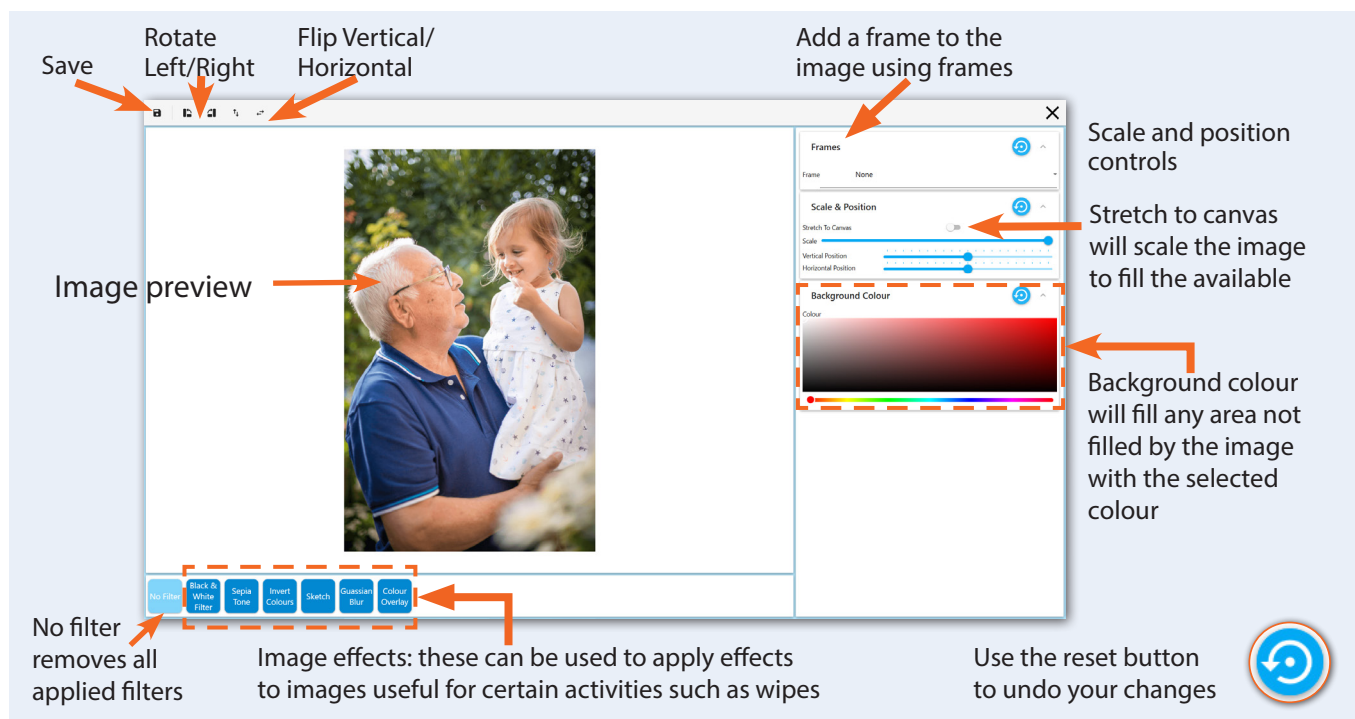 Save
Rotate
Left/Right
Flip Vertical/
Horizontal
Add a frame to the
image using frames
Scale and position
controls
Stretch to canvas
will scale the image
to fill the available
Background colour
will fill any area not
filled by the image
with the selected
colour
Image preview
Frames
Frame None
Scale & Position
Stretch To Canvas
Scale
Vertical Position
Horizontal Position
Background Colour
Colour
No Filter
Black &
White
Filter
Sepia
Tone
Invert
Colours
Sketch
Guassian
Blur
Colour
Overlay
No filter
removes all
applied filters
Image effects: these can be used to apply effects
to images useful for certain activities such as wipes
Use the reset button
to undo your changes